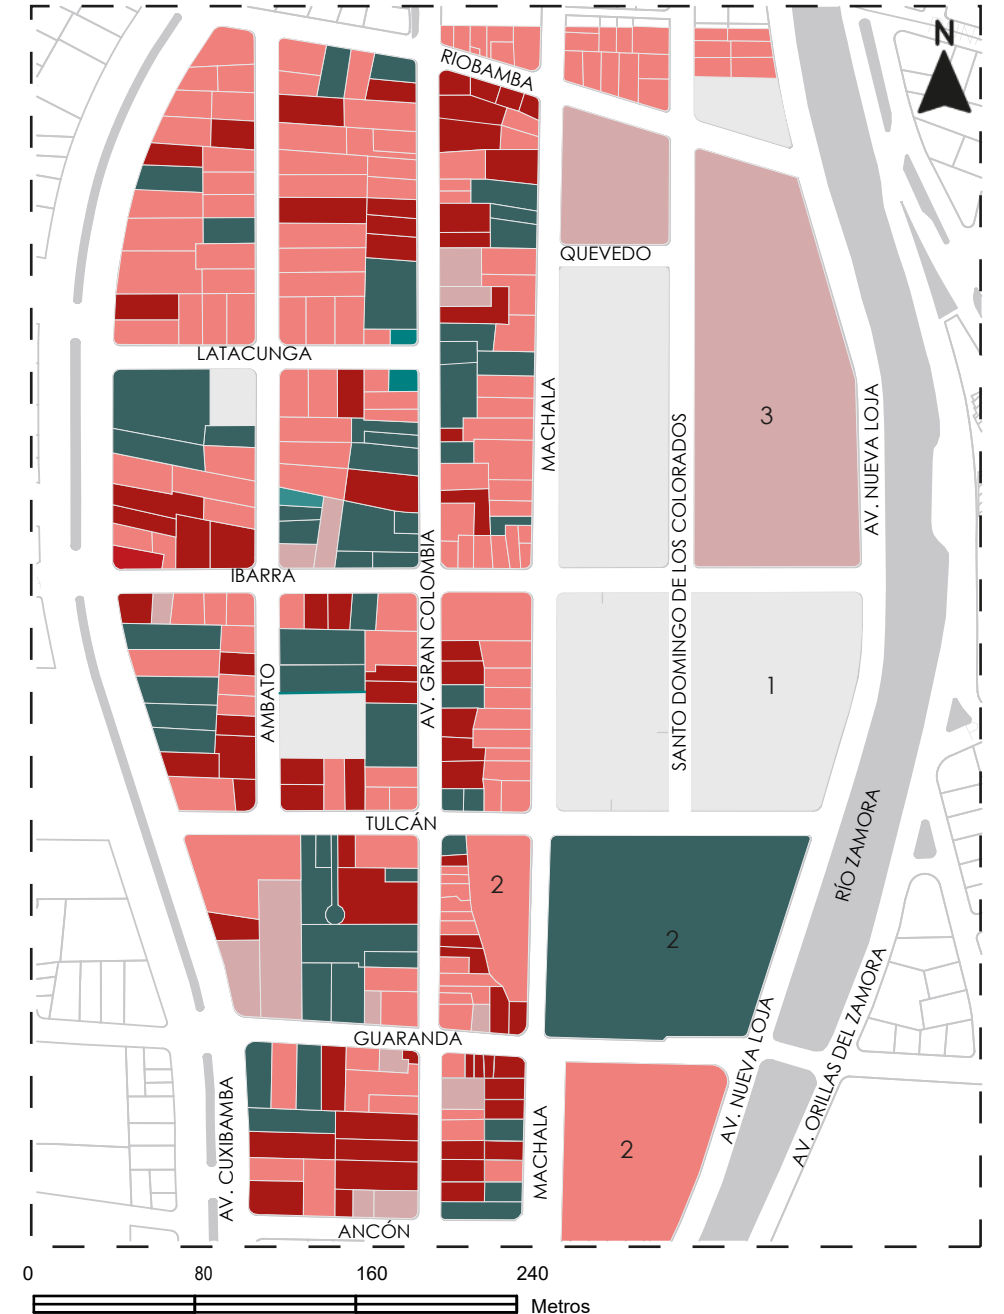 N
RIOBAMBA
QUEVEDO
LATACUNGA
MACHALA
3
AV. NUEVA LOJA
SANTO DOMINGO DE LOS COLORADOS
IBARRA
AV. GRAN COLOMBIA
AMBATO
1
TULCÁN
RÍO ZAMORA
2
2
GUARANDA
AV. NUEVA LOJA
AV. ORILLAS DEL ZAMORA
AV. CUXIBAMBA
MACHALA
2
ANCÓN
0 80 160 240
Metros